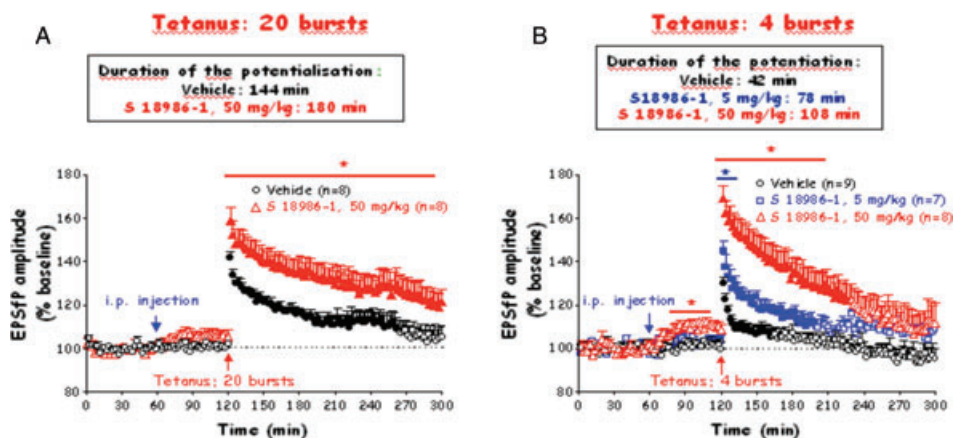 Tetanus: 20 bursts
A
Duration of the potentialisation:
Vehicle: 144 min
S 18986-1, 50 mg/kg: 180 min
*
180
160
140
120
100
80
EPSfP amplitude
(% baseline)
Vehicle (n=8)
S 18986-1, 50 mg/kg (n=8)
i.p. injection
Tetanus: 20 bursts
0 30 60 90 120 150 180 210 240 270 300
Time (min)
Tetanus: 4 bursts
B
Duration of the potentiation:
Vehicle: 42 min
S18986-1, 5 mg/kg: 78 min
S 18986-1, 50 mg/kg: 108 min
*
*
180
160
140
120
100
80
EPSfP amplitude
(% baseline)
Vehicle (n=9)
S 18986-1, 5 mg/kg (n=7)
S 18986-1, 50 mg/kg (n=8)
i.p. injection
*
Tetanus: 4 bursts
0 30 60 90 120 150 180 210 240 270 300
Time (min)